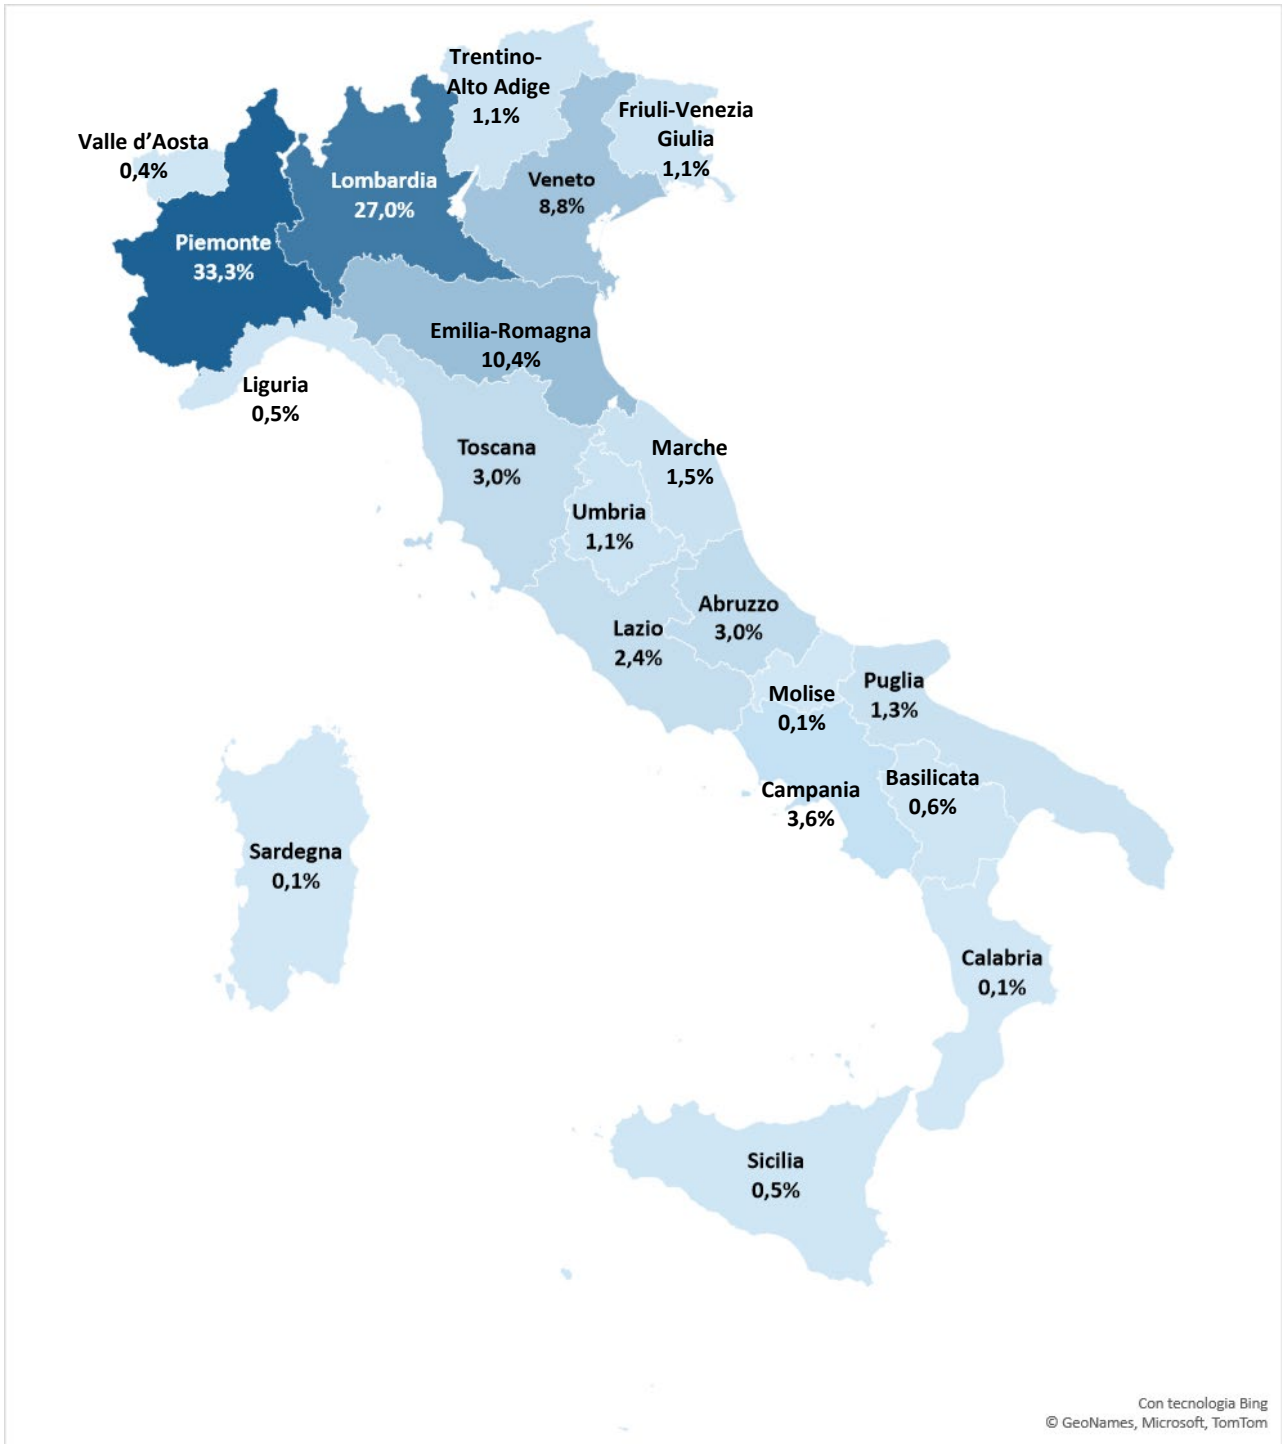 Trentino-
Alto Adige
1,1%
Friuli-Venezia
Giulia
1,1%
Valle d’Aosta
0,4%
Lombardia
27,0%
Veneto
8,8%
Piemonte
33,3%
Emilia-Romagna
10,4%
Liguria
0,5%
Toscana
3,0%
Marche
1,5%
Umbria
1,1%
Abruzzo
3,0%
Lazio
2,4%
Molise
0,1%
Puglia
1,3%
Campania
3,6%
Basilicata
0,6%
Sardegna
0,1%
Calabria
0,1%
Sicilia
0,5%
Con tecnologia Bing
© GeoNames, Microsoft, TomTom